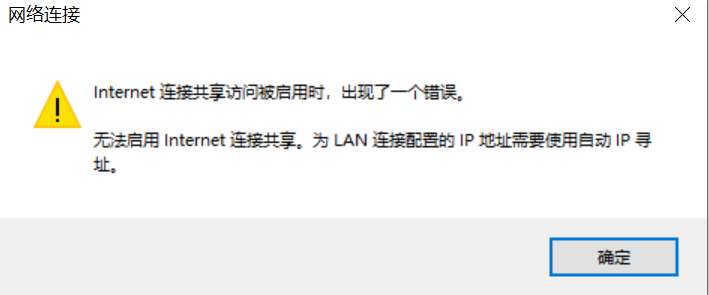 网络连接
Internet 连接共享访问被启用时，出现了一个错误。
无法启用 Internet 连接共享。为 LAN 连接配置的 IP 地址需要使用自动 IP 寻
址。
确定